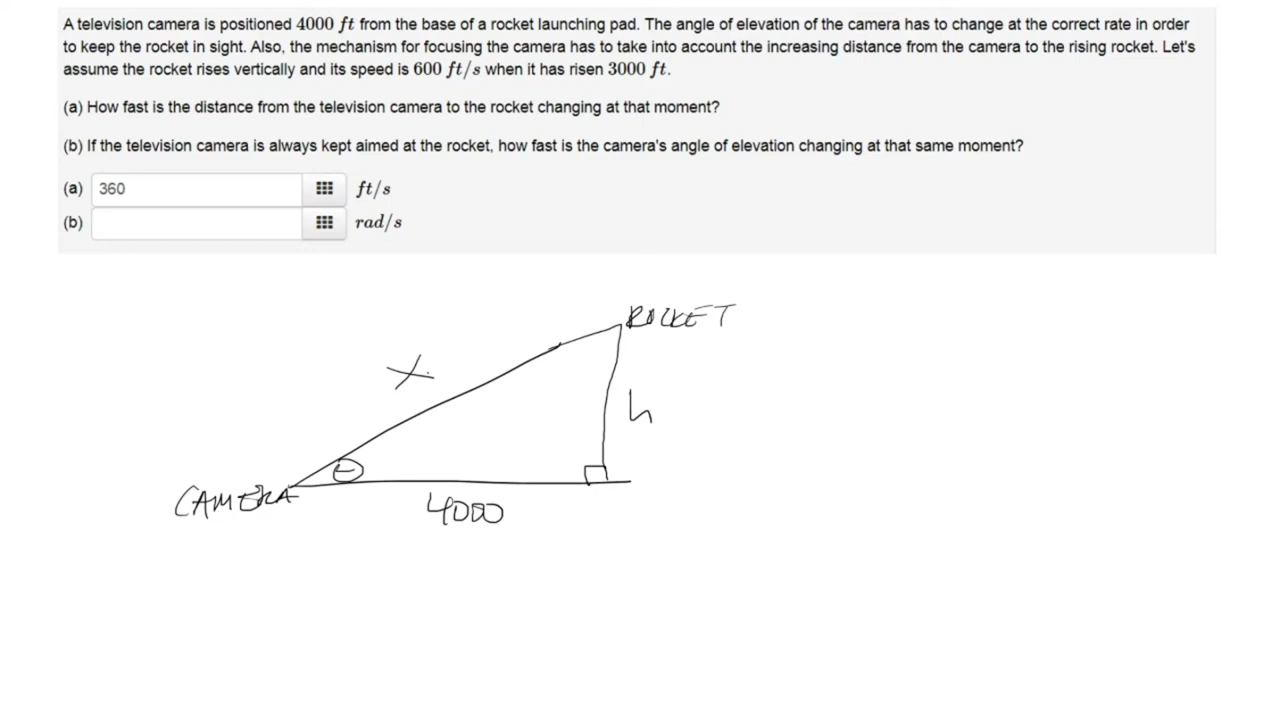 A television camera is positioned 4000 ft from the base of a rocket launching pad. The angle of elevation of the camera has to change at the correct rate in order
to keep the rocket in sight. Also, the mechanism for focusing the camera has to take into account the increasing distance from the camera to the rising rocket. Let's
assume the rocket rises vertically and its speed is 600 ft/s when it has risen 3000 ft.
(a) How fast is the distance from the television camera to the rocket changing at that moment?
(b) If the television camera is always kept aimed at the rocket, how fast is the camera's angle of elevation changing at that same moment?
(a) 360 ft/s
(b) rad/s
ROCKET
X
h
Θ
CAMERA
4000